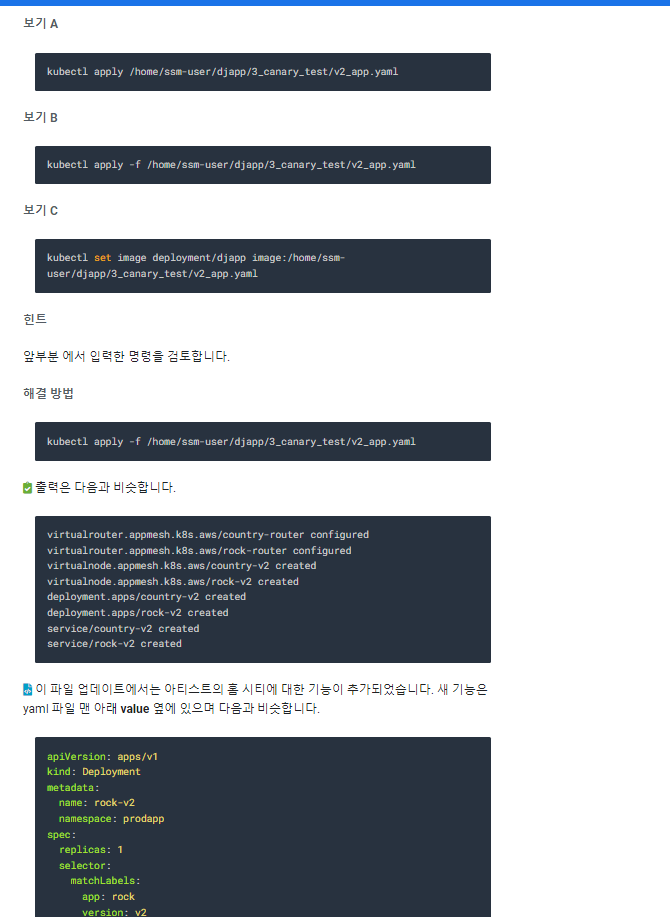 보기 A
kubectl apply /home/ssm-user/djapp/3_canary_test/v2_app.yaml
보기 B
kubectl apply -f /home/ssm-user/djapp/3_canary_test/v2_app.yaml
보기 C
kubectl set image deployment/djapp image:/home/ssm-
user/djapp/3_canary_test/v2_app.yaml
힌트
앞부분 에서 입력한 명령을 검토합니다.
해결 방법
kubectl apply -f /home/ssm-user/djapp/3_canary_test/v2_app.yaml
출력은 다음과 비슷합니다.
virtualrouter.appmesh.k8s.aws/country-router configured
virtualrouter.appmesh.k8s.aws/rock-router configured
virtualnode.appmesh.k8s.aws/country-v2 created
virtualnode.appmesh.k8s.aws/rock-v2 created
deployment.apps/country-v2 created
deployment.apps/rock-v2 created
service/country-v2 created
service/rock-v2 created
이 파일 업데이트에서는 아티스트의 홈 시티에 대한 기능이 추가되었습니다. 새 기능은
yaml 파일 맨 아래 value 옆에 있으며 다음과 비슷합니다.
apiVersion: apps/v1
kind: Deployment
metadata:
  name: rock-v2
  namespace: prodapp
spec:
  replicas: 1
  selector:
    matchLabels:
      app: rock
      version: v2